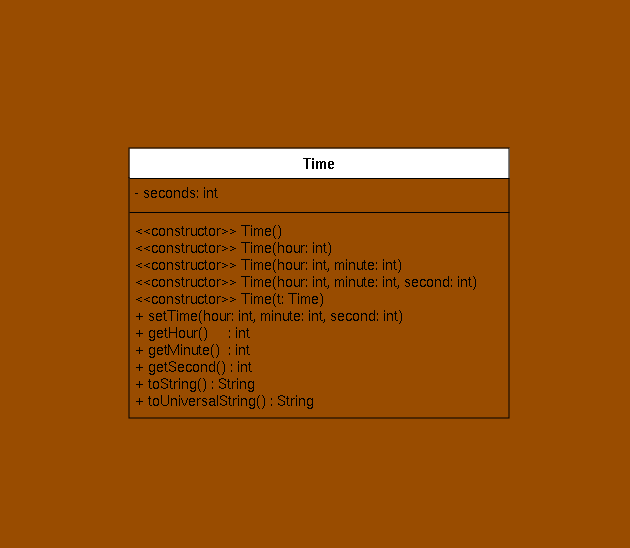 Time
- seconds: int
<<constructor>> Time()
<<constructor>> Time(hour: int)
<<constructor>> Time(hour: int, minute: int)
<<constructor>> Time(hour: int, minute: int, second: int)
<<constructor>> Time(t: Time)
+ setTime(hour: int, minute: int, second: int)
+ getHour() : int
+ getMinute() : int
+ getSecond() : int
+ toString() : String
+ toUniversalString() : String